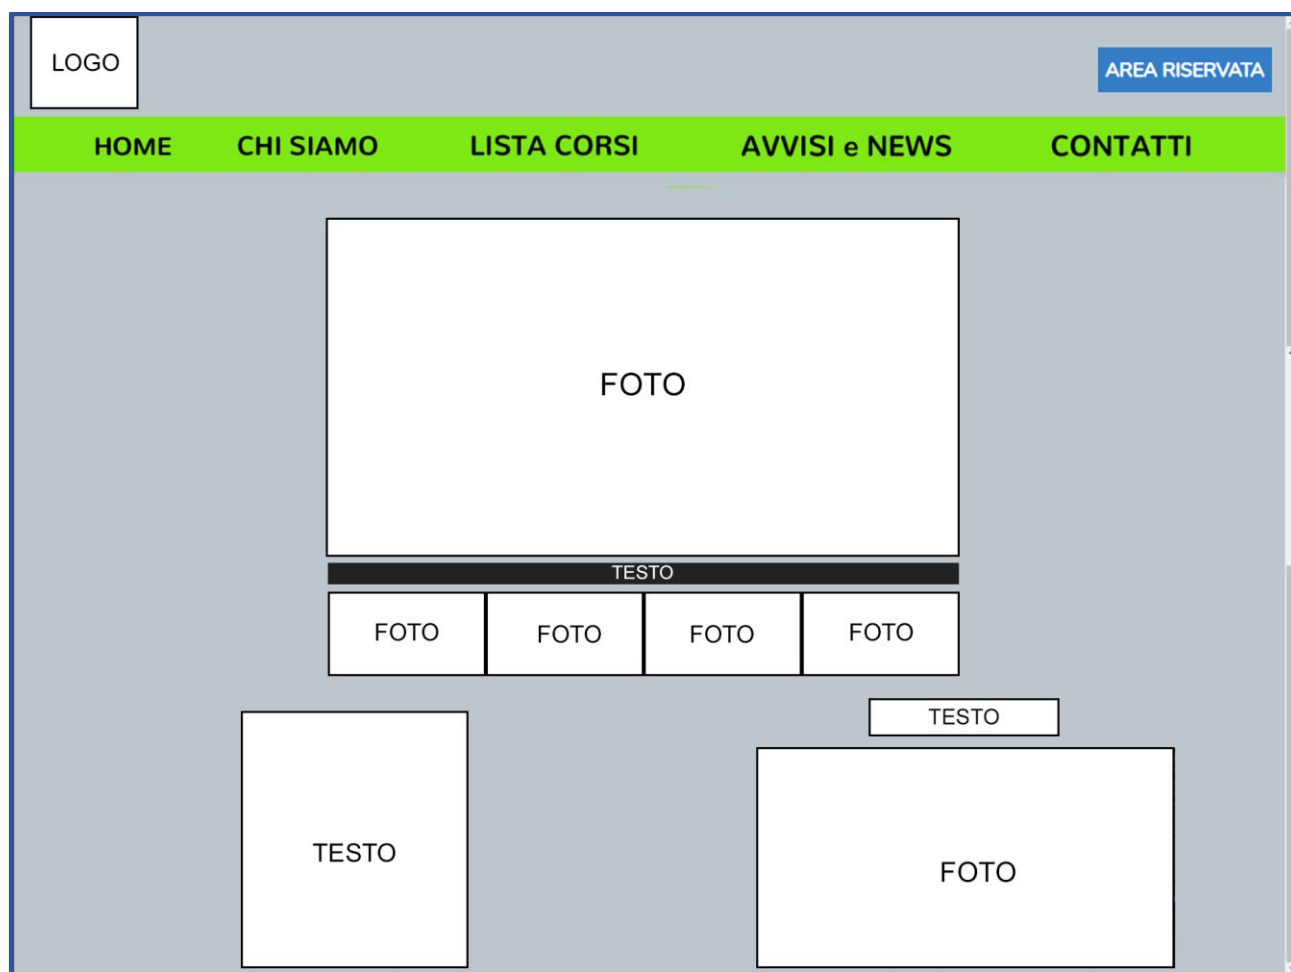 LOGO
AREA RISERVATA
HOME CHI SIAMO LISTA CORSI AVVISI e NEWS CONTATTI
FOTO
TESTO
FOTO FOTO FOTO FOTO
TESTO
TESTO
FOTO